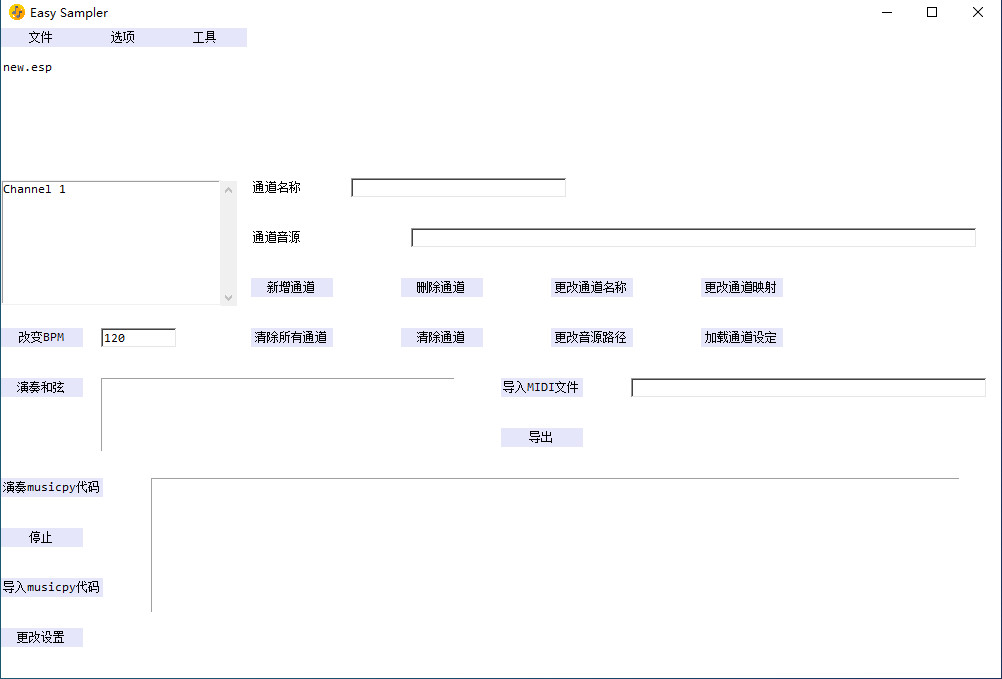 Easy Sampler
文件 选项 工具
new.esp
Channel 1
通道名称
通道音源
新增通道 删除通道 更改通道名称 更改通道映射
改变BPM 120 清除所有通道 清除通道 更改音源路径 加载通道设定
演奏和弦 导入MIDI文件
导出
演奏musicpy代码
停止
导入musicpy代码
更改设置